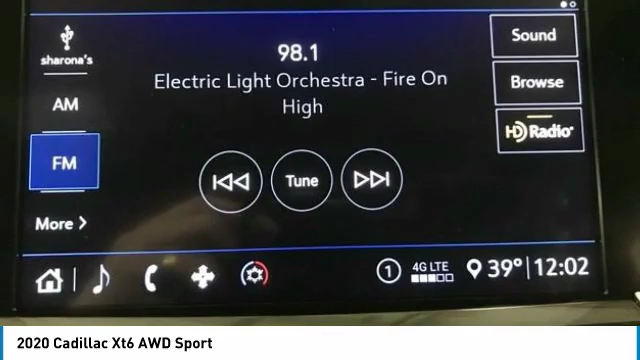 sharona's
AM
FM
More >
98.1
Electric Light Orchestra - Fire On
High
Tune
Sound
Browse
HD Radio
1
4G LTE
39° | 12:02
2020 Cadillac Xt6 AWD Sport